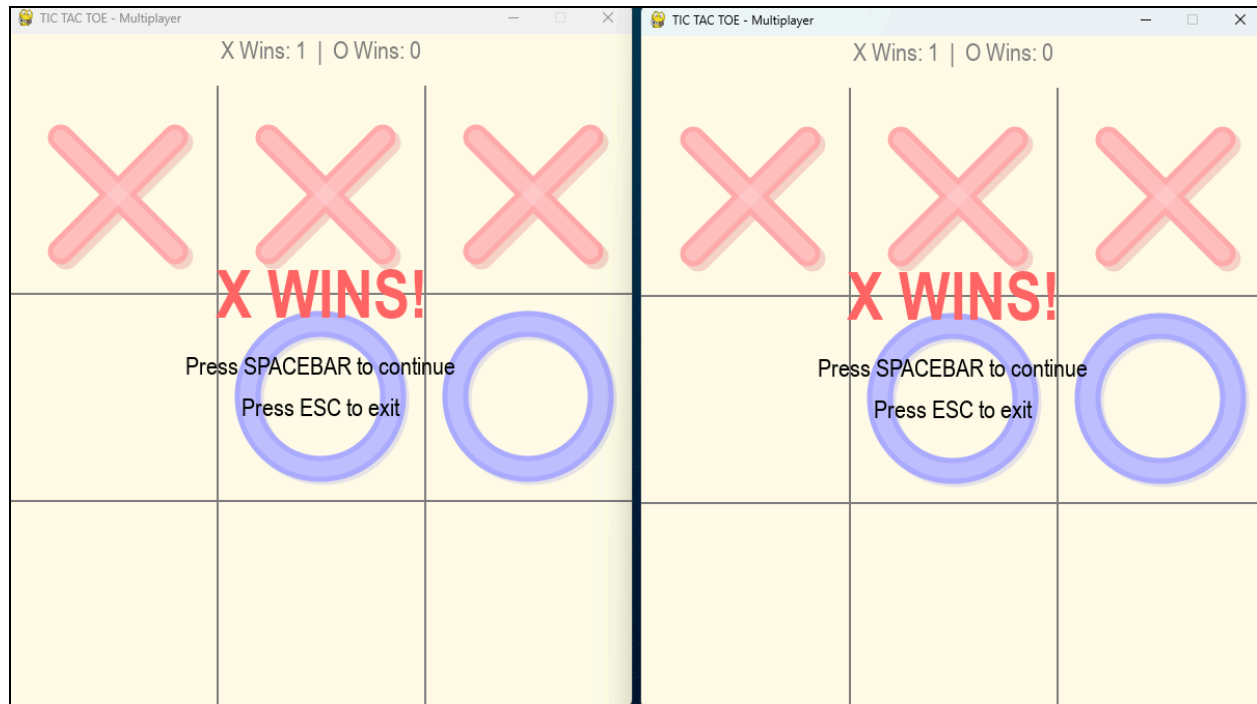 TIC TAC TOE - Multiplayer
X Wins: 1 | O Wins: 0
X WINS!
Press SPACEBAR to continue
Press ESC to exit
TIC TAC TOE - Multiplayer
X Wins: 1 | O Wins: 0
X WINS!
Press SPACEBAR to continue
Press ESC to exit